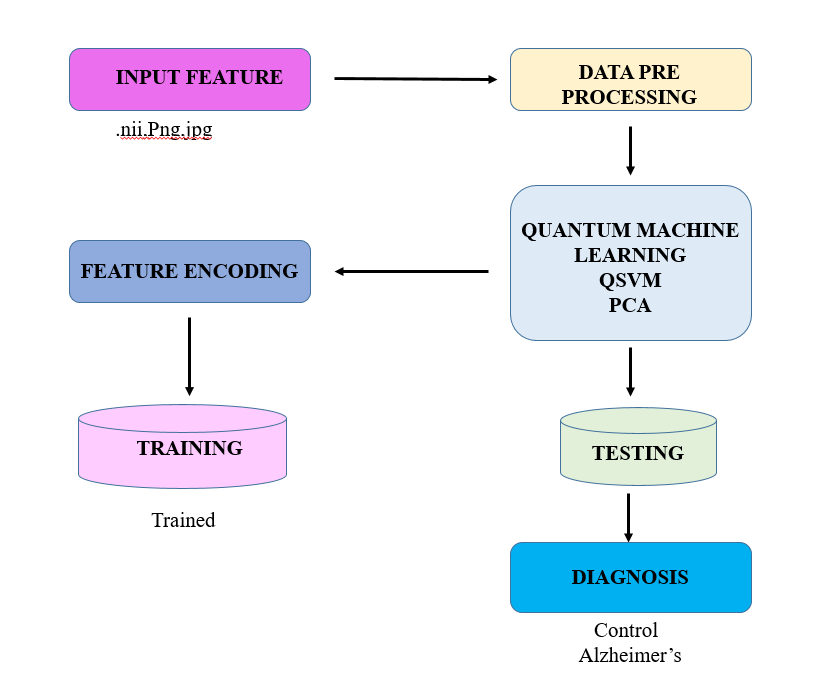 INPUT FEATURE
.nii.Png.jpg
DATA PRE
PROCESSING
QUANTUM MACHINE
LEARNING
QSVM
PCA
FEATURE ENCODING
TRAINING
Trained
TESTING
DIAGNOSIS
Control
Alzheimer’s